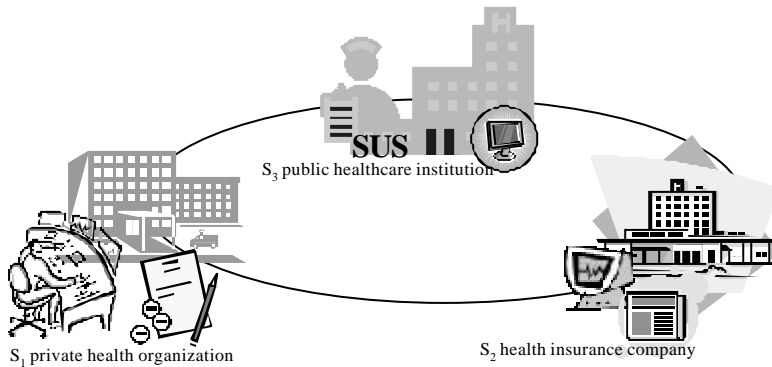 H
SUS
S₃ public healthcare institution
H
S₁ private health organization
S₂ health insurance company